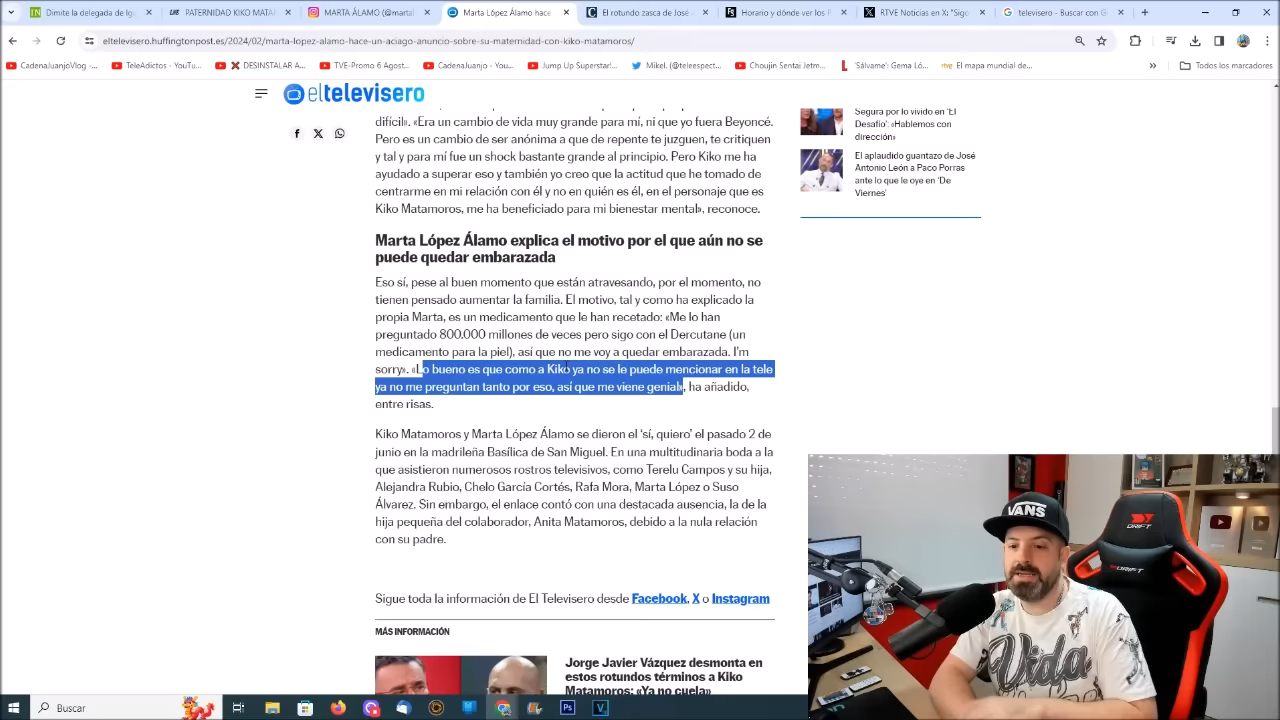 Dimite la delegada de Ig
PATERNIDAD KIKO MATAI
@MARTA LÓPEZ ÁLAMO (
Marta López Álamo hace
El rotundo zasca de José
Horario y dónde ver los P
RTVE Noticias en X: "Sigo
televisero - Buscar con G
eltelevisero.huffingtonpost.es/2024/02/marta-lopez-alamo-hace-un-aciago-anuncio-sobre-su-maternidad-con-kiko-matamoros/
CadenaJuanjoVlog -...
TeleAdictos - YouTu...
DESINSTALAR A...
TVE-Promo 6 Agost...
CadenaJuanjo - You...
Jump Up Superstar!...
Mikel. (@teleespect...
Choujin Sentai Jetm...
'Sálvame': Gema Ló...
El mapa mundial de...
Todos los marcadores
eltelevisero
difícil». «Era un cambio de vida muy grande para mí, ni que yo fuera Beyoncé.
Pero es un cambio de ser anónima a que de repente te juzguen, te critiquen
y tal y para mí fue un shock bastante grande al principio. Pero Kiko me ha
ayudado a superar eso y también yo creo que la actitud que he tomado de
centrarme en mi relación con él y no en quién es él, en el personaje que es
Kiko Matamoros, me ha beneficiado para mi bienestar mental», reconoce.
Marta López Álamo explica el motivo por el que aún no se
puede quedar embarazada
Eso sí, pese al buen momento que están atravesando, por el momento, no
tienen pensado aumentar la familia. El motivo, tal y como ha explicado la
propia Marta, es un medicamento que le han recetado: «Me lo han
preguntado 800.000 millones de veces pero sigo con el Dercutane (un
medicamento para la piel), así que no me voy a quedar embarazada. I'm
sorry». «Lo bueno es que como a Kiko ya no se le puede mencionar en la tele
ya no me preguntan tanto por eso, así que me viene genial», ha añadido,
entre risas.
Kiko Matamoros y Marta López Álamo se dieron el 'sí, quiero' el pasado 2 de
junio en la madrileña Basílica de San Miguel. En una multitudinaria boda a la
que asistieron numerosos rostros televisivos, como Terelu Campos y su hija,
Alejandra Rubio, Chelo García Cortés, Rafa Mora, Marta López o Suso
Álvarez. Sin embargo, el enlace contó con una destacada ausencia, la de la
hija pequeña del colaborador, Anita Matamoros, debido a la nula relación
con su padre.
Sigue toda la información de El Televisero desde Facebook, X o Instagram
MÁS INFORMACIÓN
Jorge Javier Vázquez desmonta en
estos rotundos términos a Kiko
Matamoros: «Ya no cuela»
Segura por lo vivido en 'El
Desafío': «Hablemos con
dirección»
El aplaudido guantazo de José
Antonio León a Paco Porras
ante lo que le oye en 'De
Viernes'
VANS
DRIFT
DRIFT
Vida
Buscar